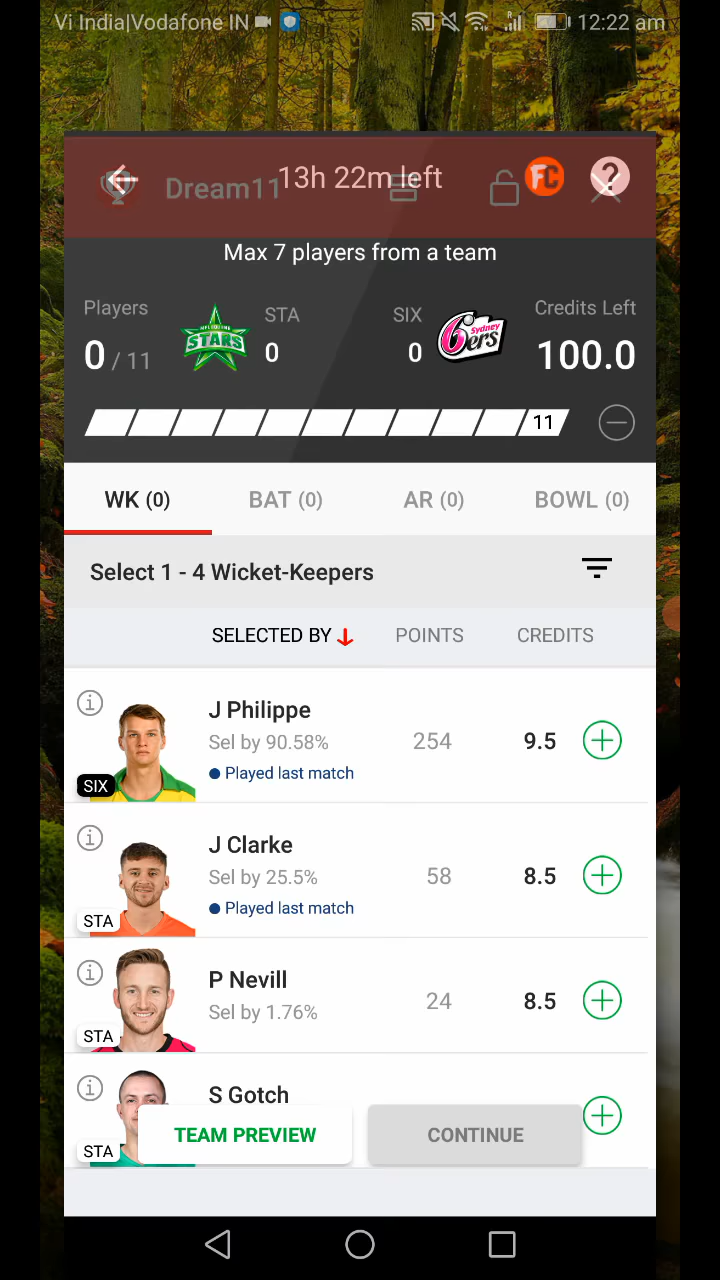 Vi India|Vodafone IN 12:22 am
Dream11 13h 22m left FC ?
Max 7 players from a team
Players STA SIX Credits Left
MELBOURNE STARS Sydney 6ers
0 / 11 0 0 100.0
11
WK (0) BAT (0) AR (0) BOWL (0)
Select 1 - 4 Wicket-Keepers
SELECTED BY POINTS CREDITS
J Philippe
Sel by 90.58% 254 9.5
Played last match
SIX
J Clarke
Sel by 25.5% 58 8.5
Played last match
STA
P Nevill
Sel by 1.76% 24 8.5
STA
S Gotch
TEAM PREVIEW CONTINUE
STA